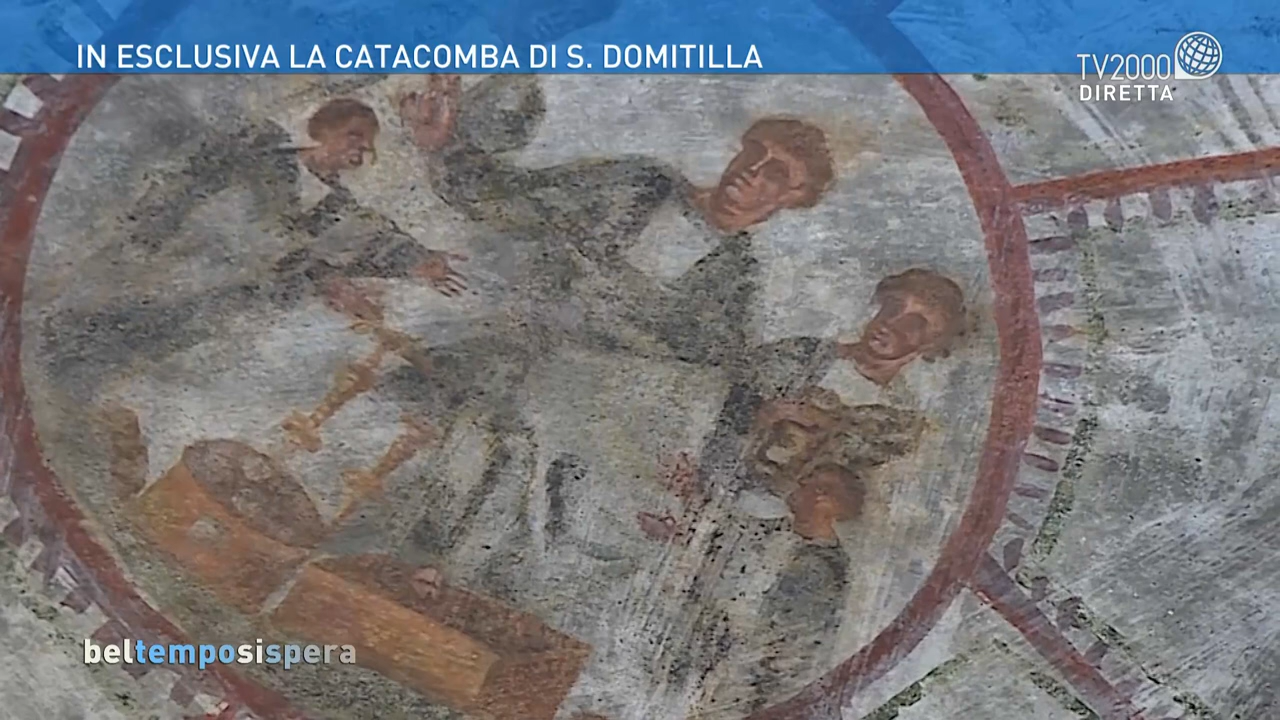 IN ESCLUSIVA LA CATACOMBA DI S. DOMITILLA
TV2000
DIRETTA
beltemposispera